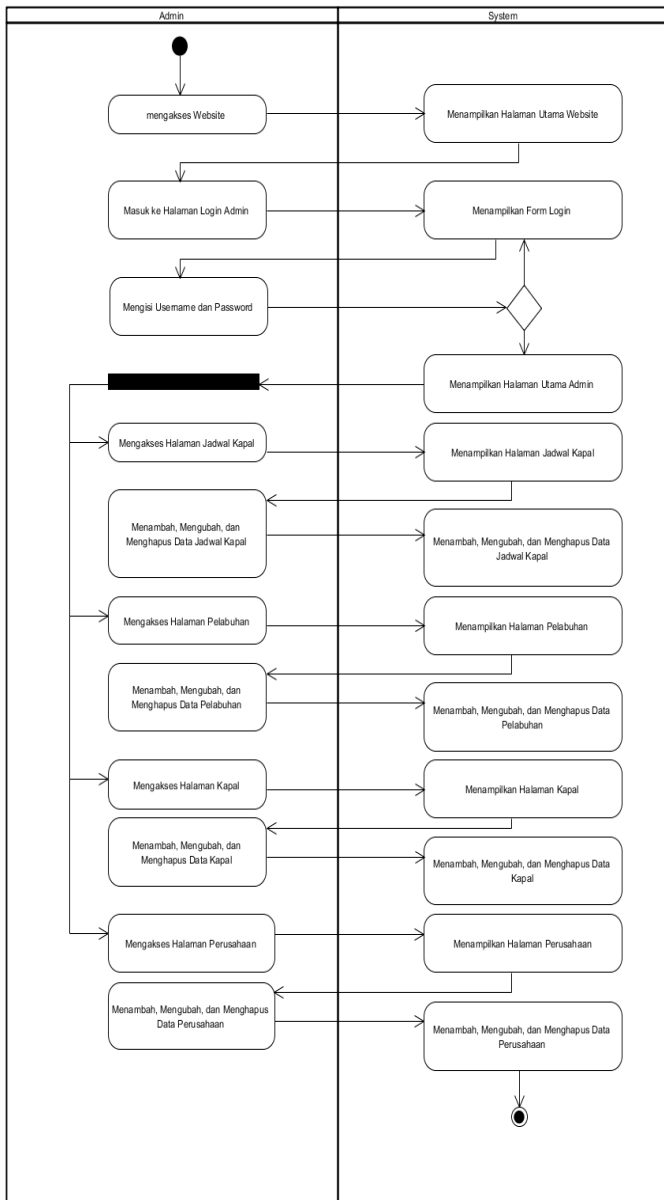 Admin
System
mengakses Website
Menampilkan Halaman Utama Website
Masuk ke Halaman Login Admin
Menampilkan Form Login
Mengisi Username dan Password
Menampilkan Halaman Utama Admin
Mengakses Halaman Jadwal Kapal
Menampilkan Halaman Jadwal Kapal
Menambah, Mengubah, dan
Menghapus Data Jadwal Kapal
Menambah, Mengubah, dan Menghapus Data
Jadwal Kapal
Mengakses Halaman Pelabuhan
Menampilkan Halaman Pelabuhan
Menambah, Mengubah, dan
Menghapus Data Pelabuhan
Menambah, Mengubah, dan Menghapus Data
Pelabuhan
Mengakses Halaman Kapal
Menampilkan Halaman Kapal
Menambah, Mengubah, dan
Menghapus Data Kapal
Menambah, Mengubah, dan Menghapus Data
Kapal
Mengakses Halaman Perusahaan
Menampilkan Halaman Perusahaan
Menambah, Mengubah, dan Menghapus
Data Perusahaan
Menambah, Mengubah, dan Menghapus Data
Perusahaan